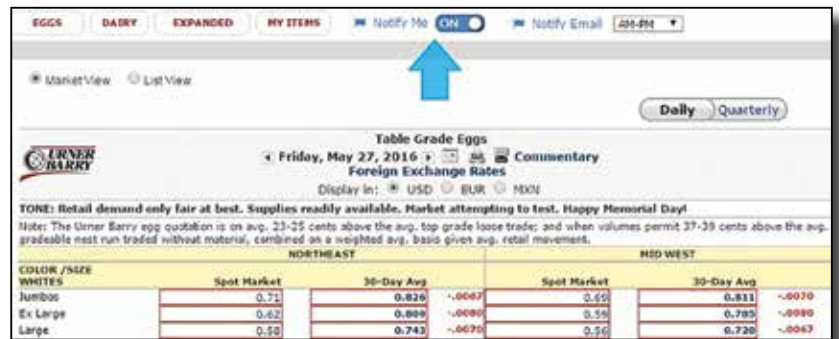 EGGS DAIRY EXPANDED MY ITEMS Notify Me ON Notify Email AM-PM
Market View List View
Daily Quarterly
Table Grade Eggs
URNER BARRY Friday, May 27, 2016 Commentary
Foreign Exchange Rates
Display in: USD EUR MXN
TONE: Retail demand only fair at best. Supplies readily available. Market attempting to test. Happy Memorial Day!
Note: The Urner Barry egg quotation is on avg. 23-25 cents above the avg. top grade loose trade; and when volumes permit 37-39 cents above the avg.
gradeable nest run traded without material, combined on a weighted avg. basis given avg. retail movement.
NORTHEAST MID WEST
COLOR /SIZE
WHITES Spot Market 30-Day Avg Spot Market 30-Day Avg
Jumbos 0.71 0.826 -.0067 0.69 0.811 -.0070
Ex Large 0.62 -.0080 0.59 -.0080
Large 0.58 0.743 -.0070 0.56 0.720 -.0067